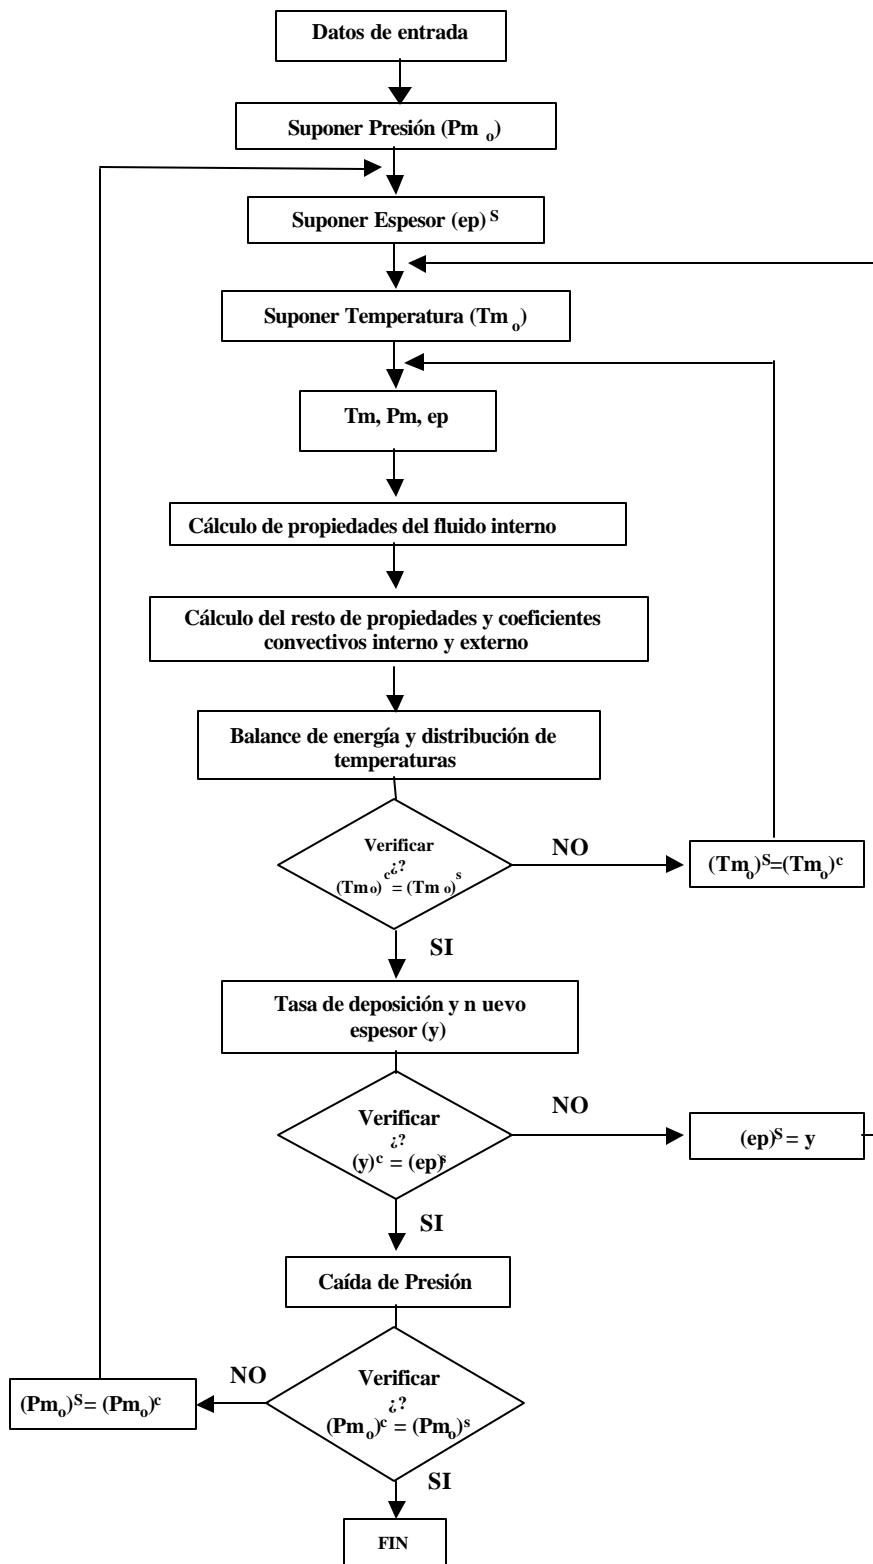 Datos de entrada
Suponer Presión (Pm o)
Suponer Espesor (ep) S
Suponer Temperatura (Tm o)
Tm, Pm, ep
Cálculo de propiedades del fluido interno
Cálculo del resto de propiedades y coeficientes
convectivos interno y externo
Balance de energía y distribución de
temperaturas
Verificar
¿?
(Tm o)c = (Tm o)s
NO
(Tmo)S=(Tmo)c
SI
Tasa de deposición y n uevo
espesor (y)
Verificar
¿?
(y)c = (ep)s
NO
(ep)S = y
SI
Caída de Presión
Verificar
¿?
(Pmo)c = (Pmo)s
NO
(Pmo)S= (Pmo)c
SI
FIN